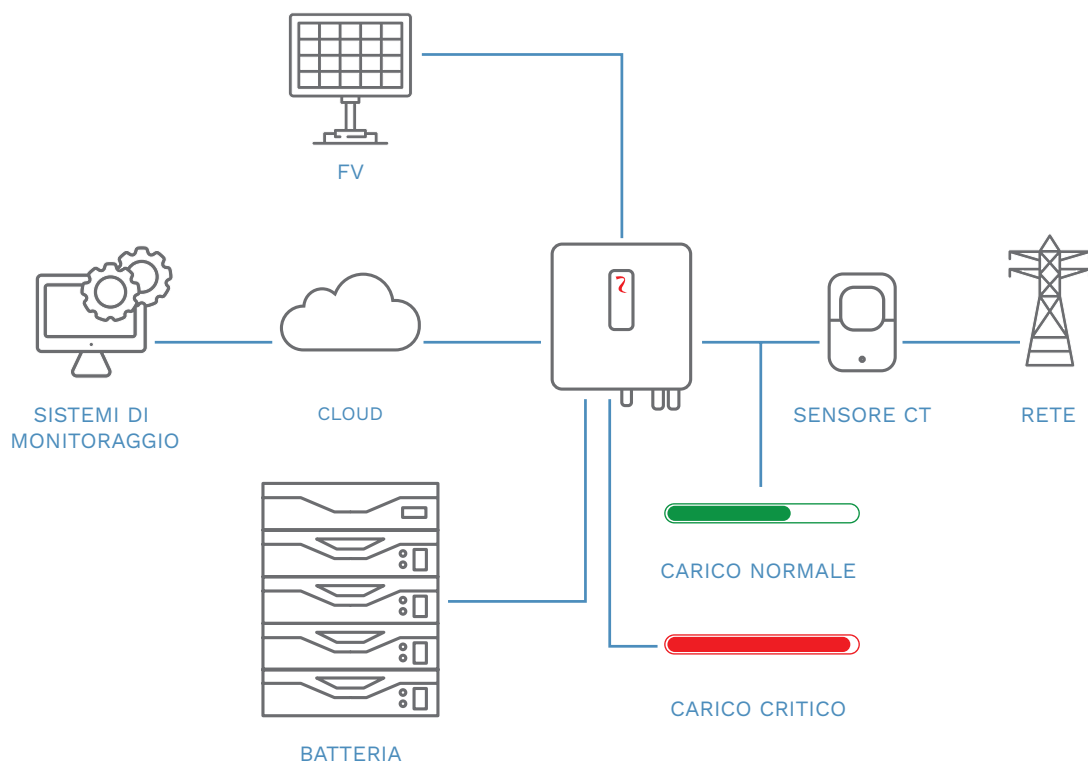 FV
SISTEMI DI
MONITORAGGIO
CLOUD
SENSORE CT
RETE
CARICO NORMALE
CARICO CRITICO
BATTERIA